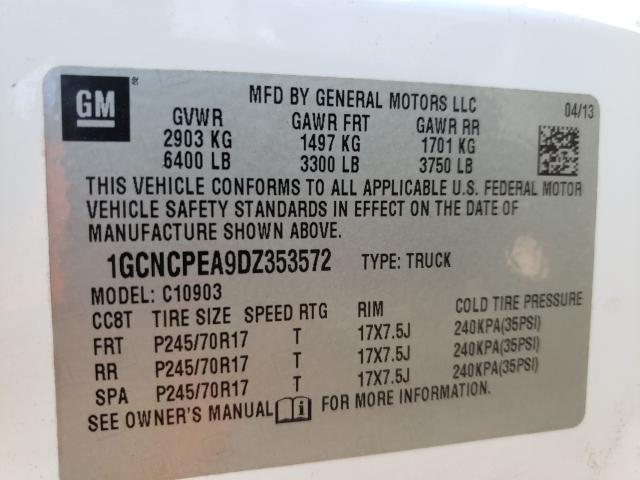 GM
MFD BY GENERAL MOTORS LLC 04/13
GVWR GAWR FRT GAWR RR
2903 KG 1497 KG 1701 KG
6400 LB 3300 LB 3750 LB
THIS VEHICLE CONFORMS TO ALL APPLICABLE U.S. FEDERAL MOTOR
VEHICLE SAFETY STANDARDS IN EFFECT ON THE DATE OF
MANUFACTURE SHOWN ABOVE.
1GCNCPEA9DZ353572 TYPE: TRUCK
MODEL: C10903
CC8T TIRE SIZE SPEED RTG RIM COLD TIRE PRESSURE
FRT P245/70R17 T 17X7.5J 240KPA(35PSI)
RR P245/70R17 T 17X7.5J 240KPA(35PSI)
SPA P245/70R17 T 17X7.5J 240KPA(35PSI)
SEE OWNER'S MANUAL i FOR MORE INFORMATION.